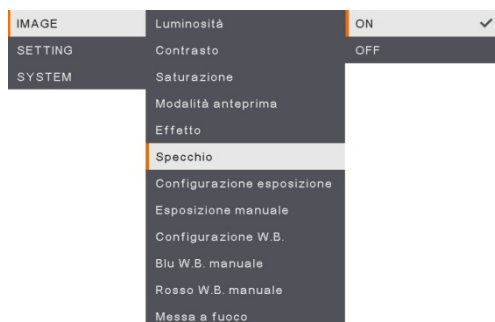 IMAGE
SETTING
SYSTEM
Luminosità
Contrasto
Saturazione
Modalità anteprima
Effetto
Specchio
Configurazione esposizione
Esposizione manuale
Configurazione W.B.
Blu W.B. manuale
Rosso W.B. manuale
Messa a fuoco
ON
OFF